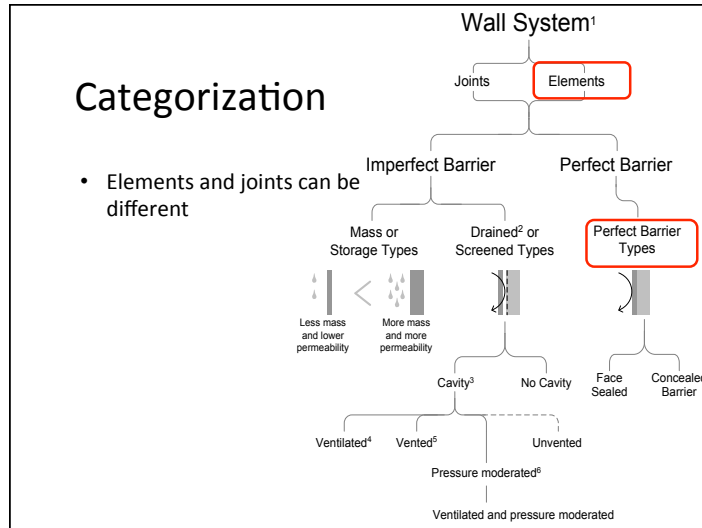 Wall System¹
Joints
Elements
Categorization
Imperfect Barrier
Perfect Barrier
• Elements and joints can be
different
Mass or
Storage Types
Drained² or
Screened Types
Perfect Barrier
Types
<
Less mass
and lower
permeability
More mass
and more
permeability
Cavity³
No Cavity
Face
Sealed
Concealed
Barrier
Ventilated⁴
Vented⁵
Unvented
Pressure moderated⁶
Ventilated and pressure moderated